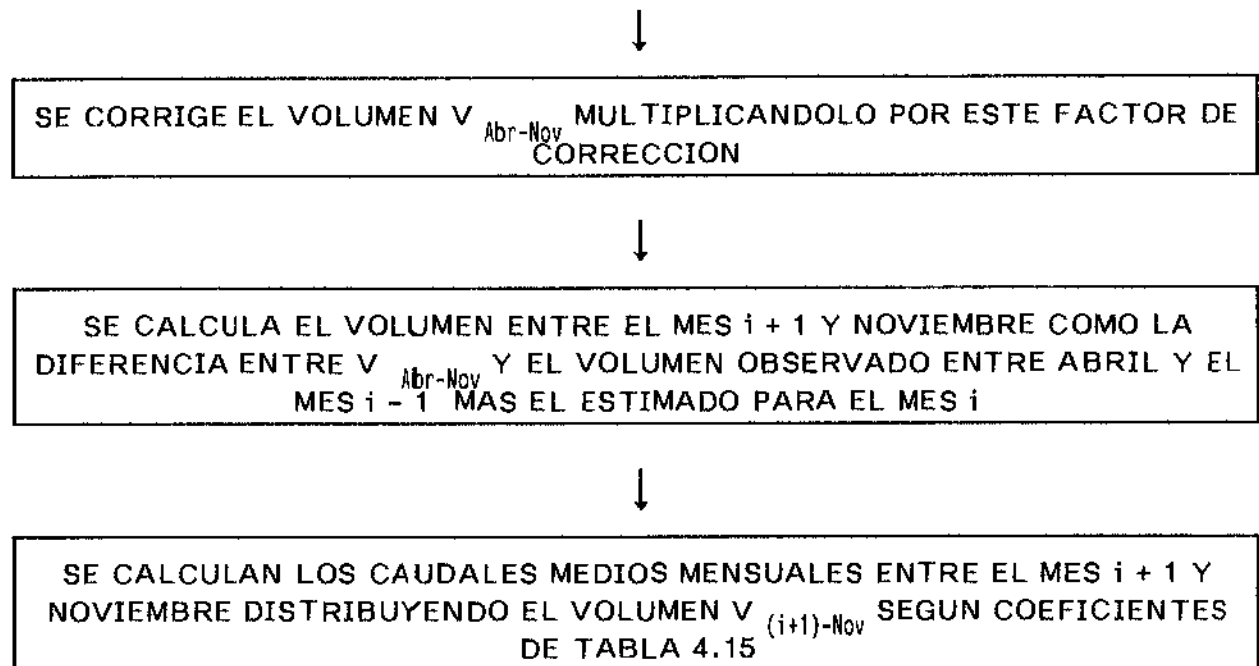 ↓
SE CORRIGE EL VOLUMEN V Abr-Nov MULTIPLICANDOLO POR ESTE FACTOR DE
CORRECCION
↓
SE CALCULA EL VOLUMEN ENTRE EL MES i + 1 Y NOVIEMBRE COMO LA
DIFERENCIA ENTRE V Abr-Nov Y EL VOLUMEN OBSERVADO ENTRE ABRIL Y EL
MES i - 1 MAS EL ESTIMADO PARA EL MES i
↓
SE CALCULAN LOS CAUDALES MEDIOS MENSUALES ENTRE EL MES i + 1 Y
NOVIEMBRE DISTRIBUYENDO EL VOLUMEN V (i+1)-Nov SEGUN COEFICIENTES
DE TABLA 4.15